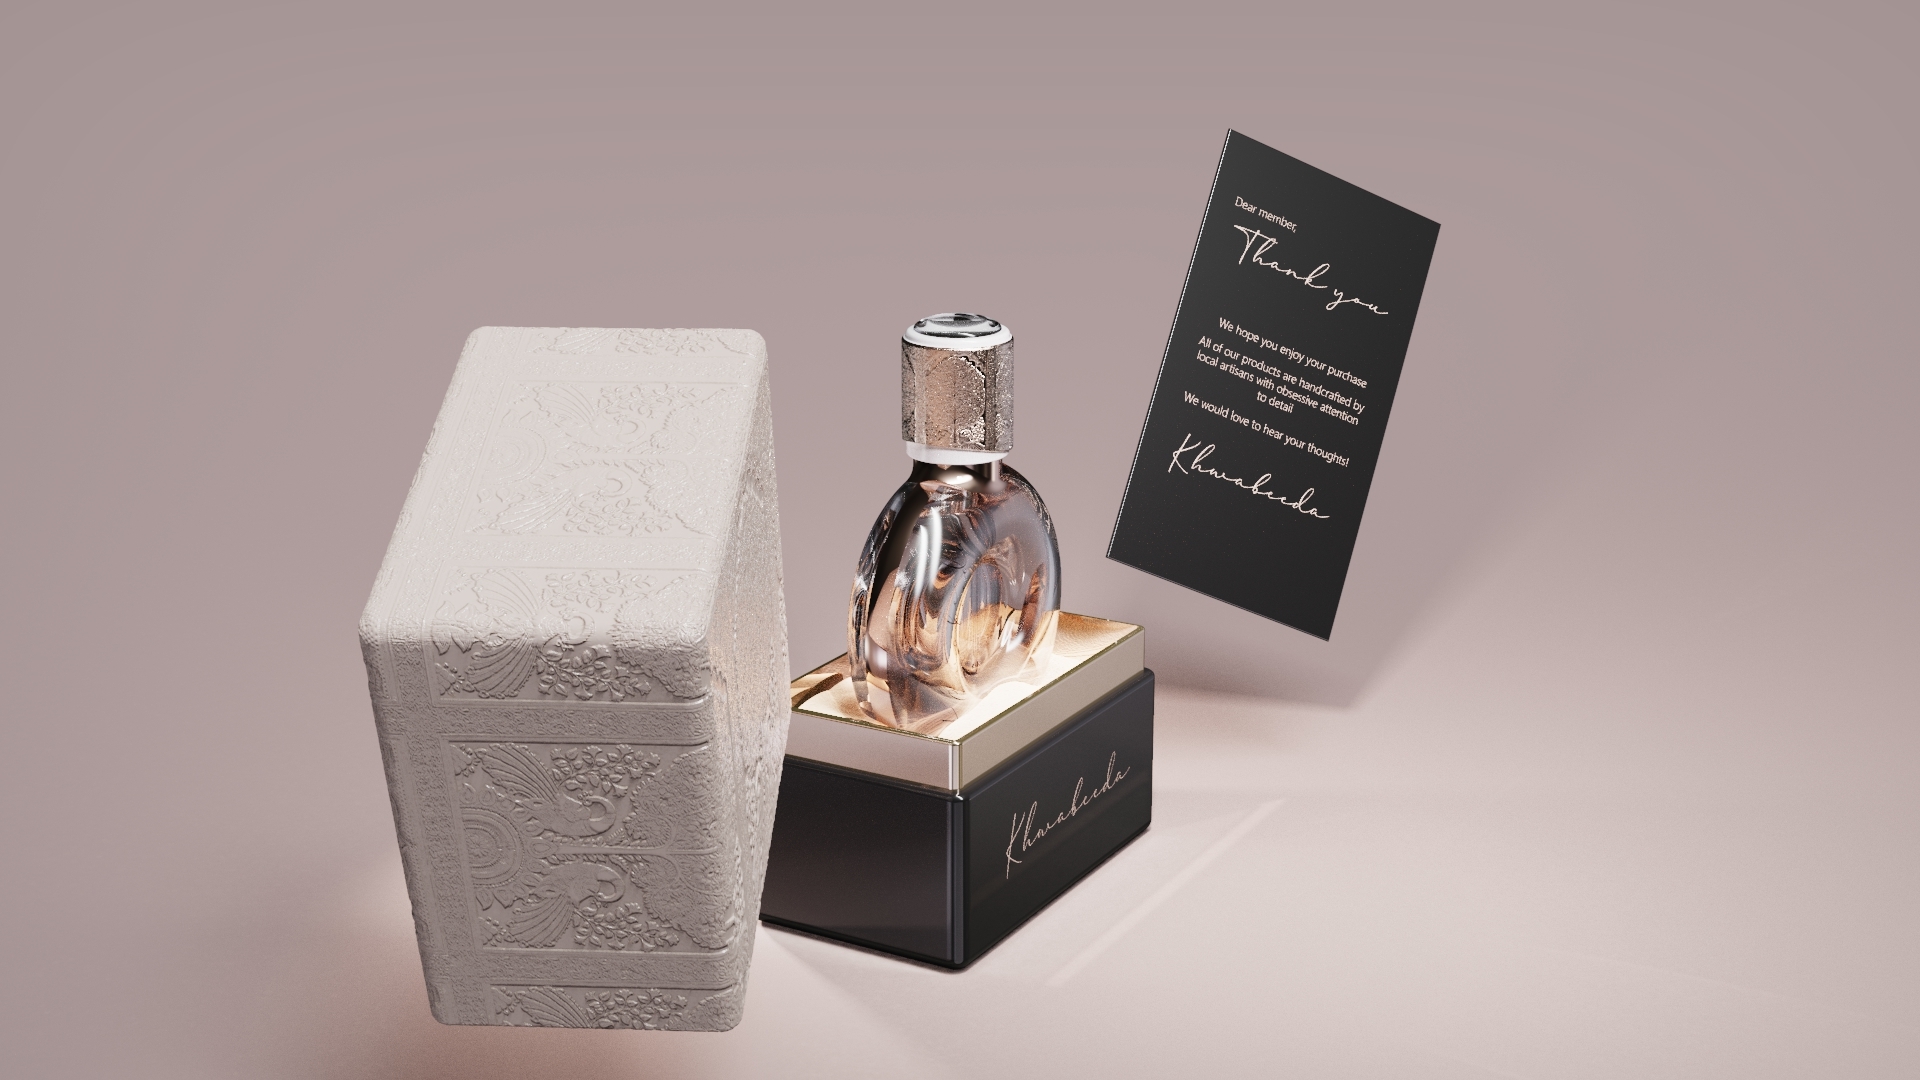 Dear member,
Thank you
We hope you enjoy your purchase
All of our products are handcrafted by
local artisans with obsessive attention
to detail
We would love to hear your thoughts!
Khwabeeda
Khwabeeda